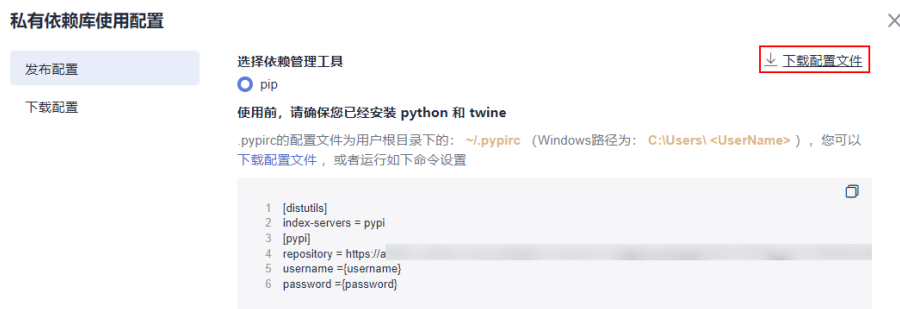 私有依赖库使用配置
发布配置
下载配置
选择依赖管理工具
下载配置文件
pip
使用前，请确保您已经安装 python 和 twine
.pypirc的配置文件为用户根目录下的： ~/.pypirc （Windows路径为： C:\Users\ <UserName> ），您可以
下载配置文件 ，或者运行如下命令设置
1 [distutils]
2 index-servers = pypi
3 [pypi]
4 repository = https://a
5 username ={username}
6 password ={password}